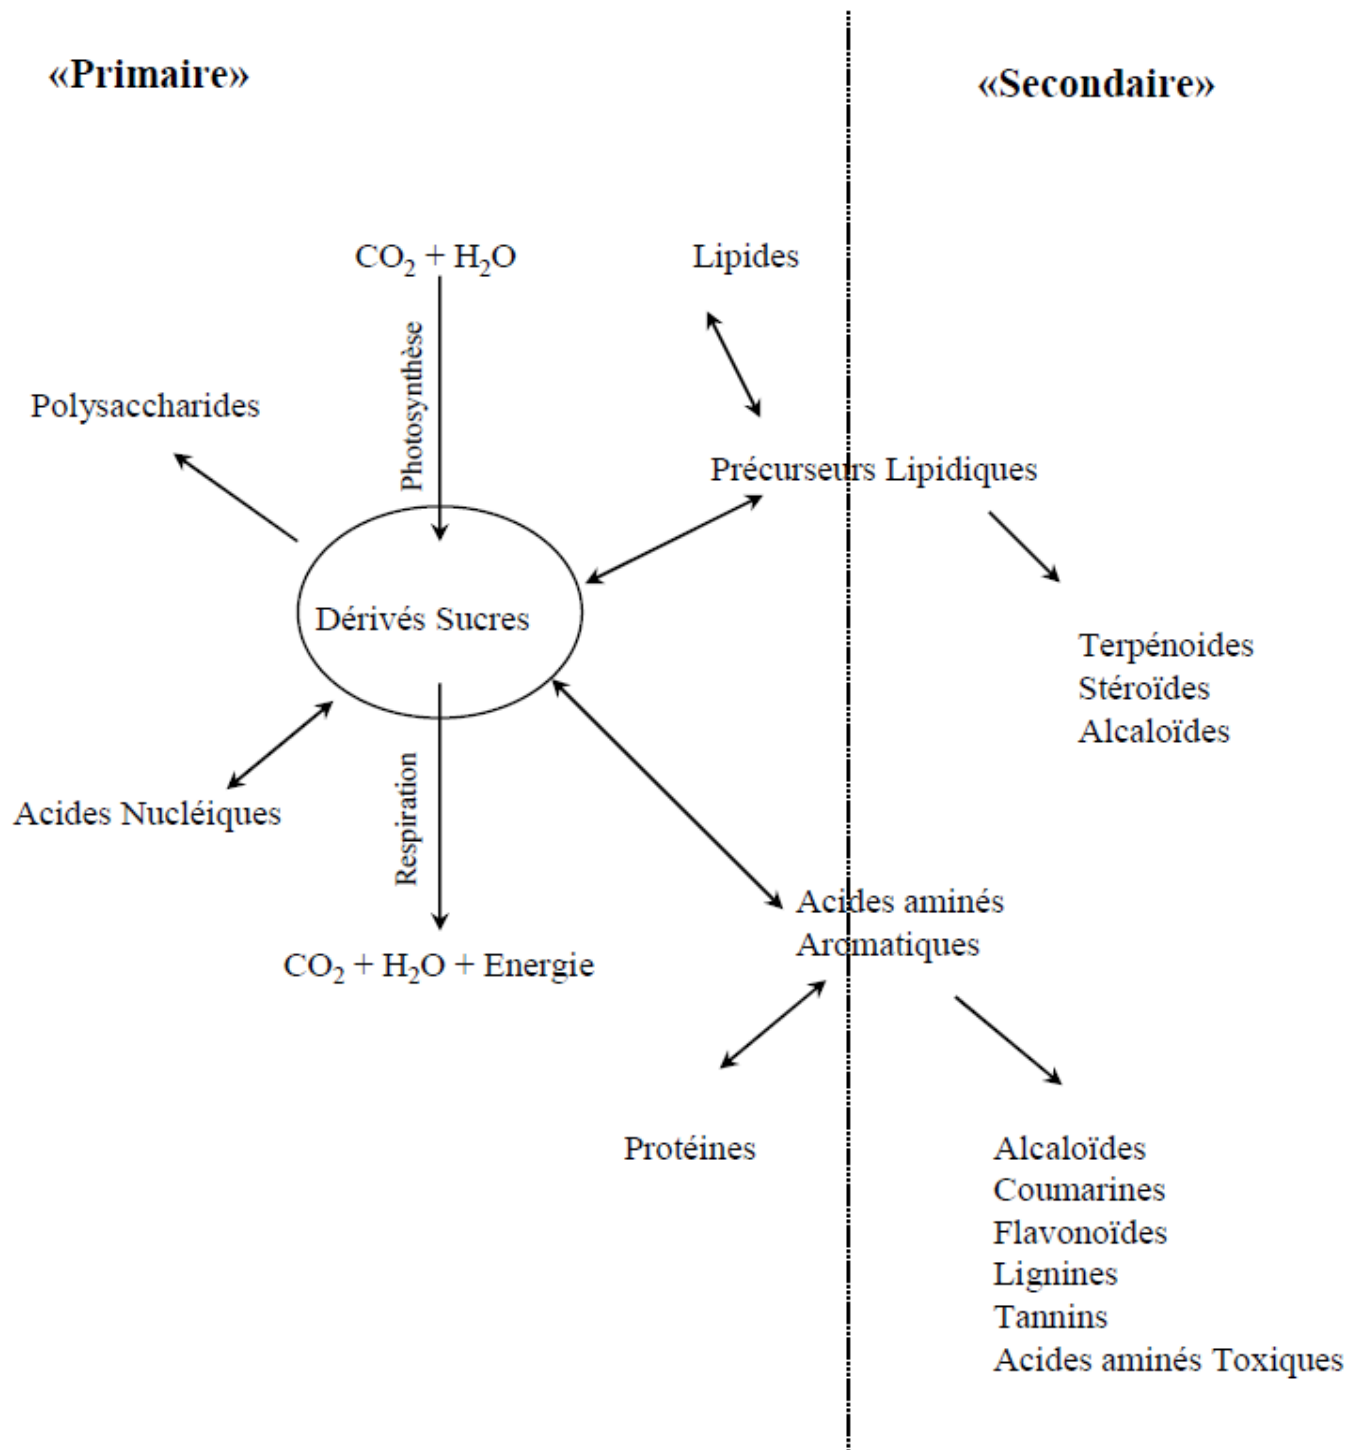 «Primaire»
«Secondaire»
CO₂ + H₂O
Lipides
Photosynthèse
Polysaccharides
Précurseurs Lipidiques
Dérivés Sucres
Terpénoides
Stéroïdes
Alcaloïdes
Respiration
Acides Nucléiques
Acides aminés
Aromatiques
CO₂ + H₂O + Energie
Protéines
Alcaloïdes
Coumarines
Flavonoïdes
Lignines
Tannins
Acides aminés Toxiques